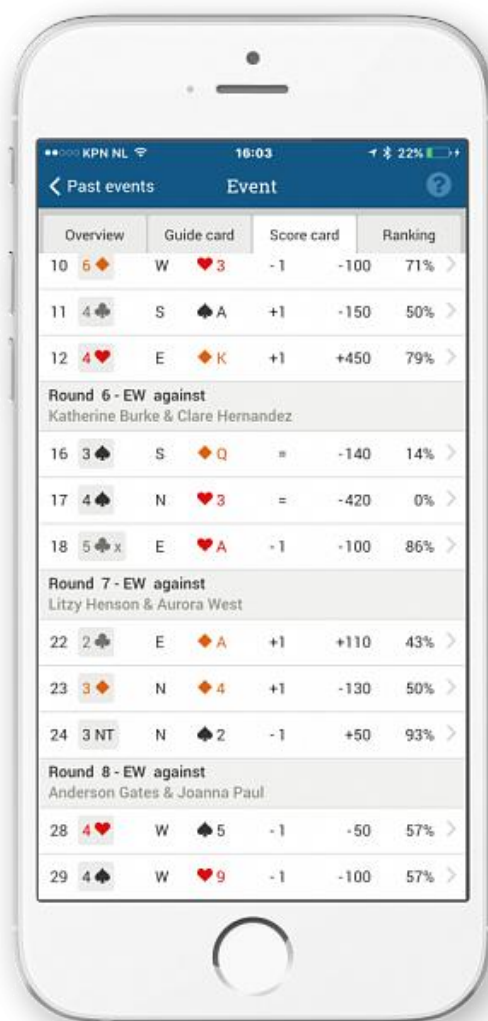 KPN NL 16:03 22%
Past events Event ?
Overview Guide card Score card Ranking
10 6♦ W ♥3 -1 -100 71%
11 4♣ S ♠A +1 -150 50%
12 4♥ E ♦K +1 +450 79%
Round 6 - EW against
Katherine Burke & Clare Hernandez
16 3♠ S ♦Q = -140 14%
17 4♠ N ♥3 = -420 0%
18 5♣x E ♥A -1 -100 86%
Round 7 - EW against
Litzy Henson & Aurora West
22 2♣ E ♦A +1 +110 43%
23 3♦ N ♦4 +1 -130 50%
24 3 NT N ♠2 -1 +50 93%
Round 8 - EW against
Anderson Gates & Joanna Paul
28 4♥ W ♠5 -1 -50 57%
29 4♠ W ♥9 -1 -100 57%